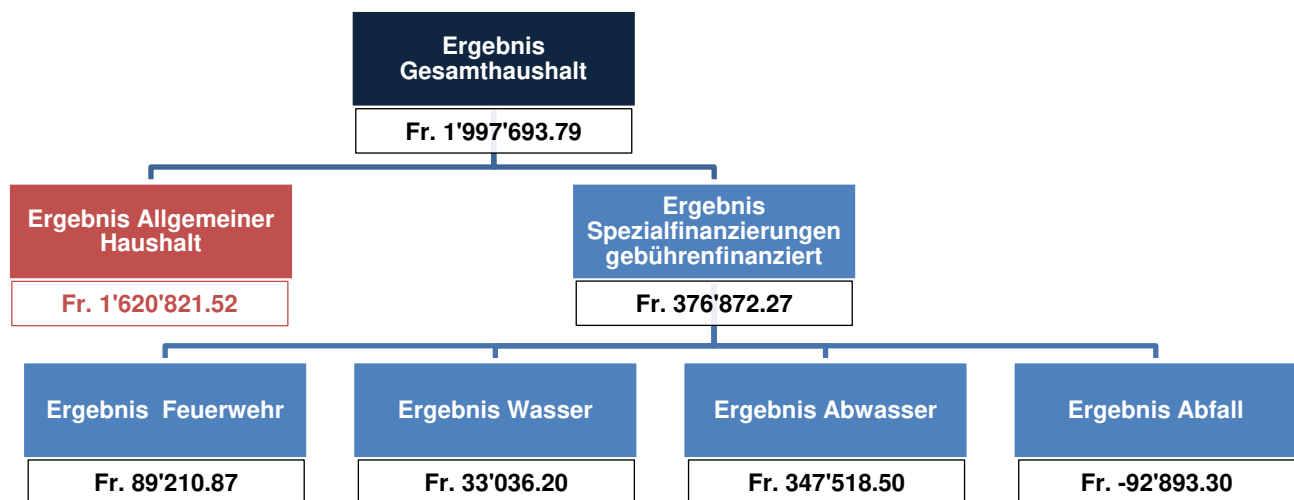 Ergebnis
Gesamthaushalt
Fr. 1'997'693.79
Ergebnis Allgemeiner
Haushalt
Fr. 1'620'821.52
Ergebnis
Spezialfinanzierungen
gebührenfinanziert
Fr. 376'872.27
Ergebnis Feuerwehr
Fr. 89'210.87
Ergebnis Wasser
Fr. 33'036.20
Ergebnis Abwasser
Fr. 347'518.50
Ergebnis Abfall
Fr. -92'893.30